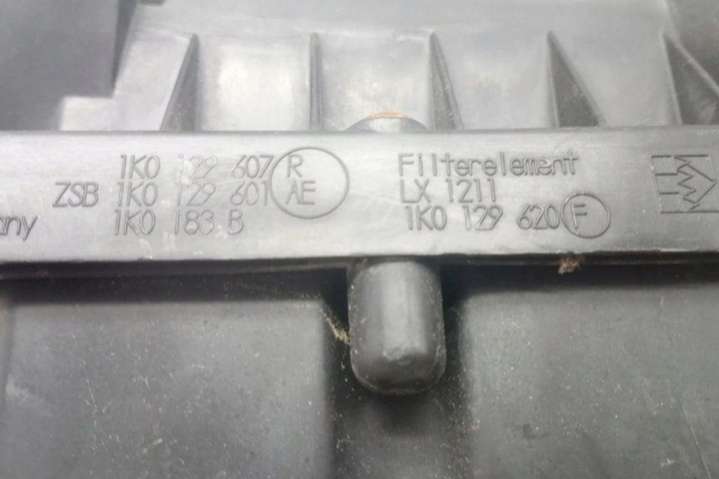 1K0 129 607 R
ZSB 1K0 129 601 AE
1K0 183 B
Filterelement
LX 1211
1K0 129 620 F